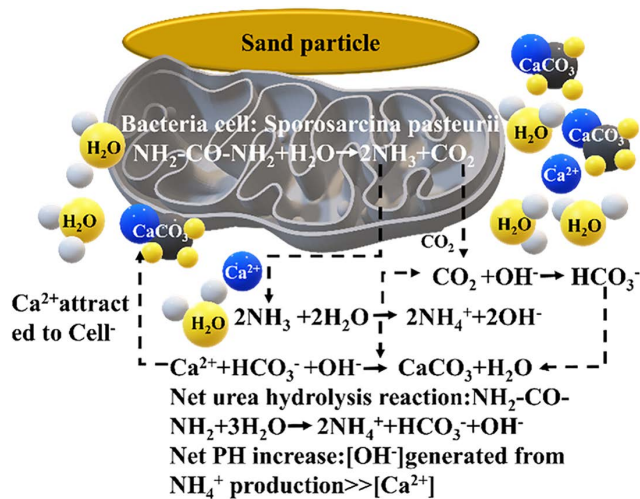 Sand particle
CaCO₃
Bacteria cell: Sporosarcina pasteurii
H₂O
H₂O
NH₂-CO-NH₂+H₂O→2NH₃+CO₂
CaCO₃
Ca²⁺
H₂O
CaCO₃
H₂O
H₂O
CO₂
Ca²⁺
CO₂ +OH⁻→HCO₃⁻
Ca²⁺attract
ed to Cell⁻
H₂O
2NH₃ +2H₂O→2NH₄⁺+2OH⁻
Ca²⁺+HCO₃⁻+OH⁻→CaCO₃+H₂O
Net urea hydrolysis reaction:NH₂-CO-
NH₂+3H₂O→2NH₄⁺+HCO₃⁻+OH⁻
Net PH increase:[OH⁻]generated from
NH₄⁺ production>>[Ca²⁺]